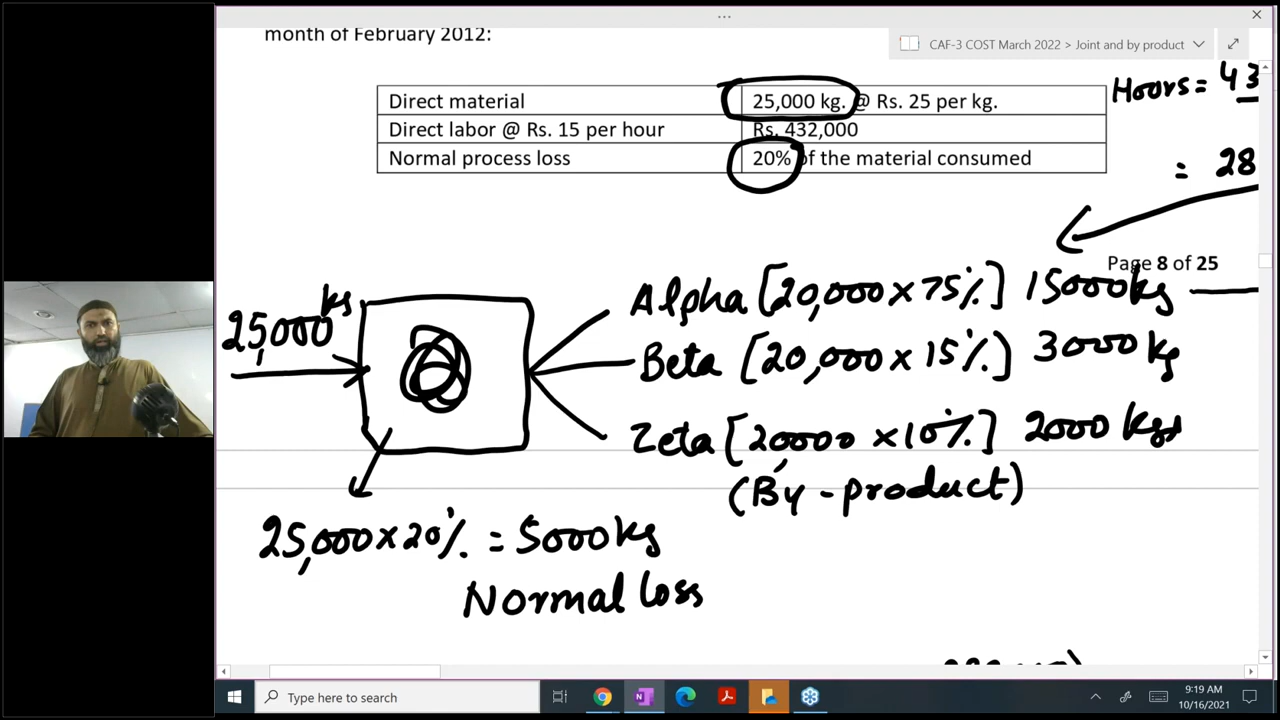 month of February 2012:
CAF-3 COST March 2022 > Joint and by product
Direct material 25,000 kg. @ Rs. 25 per kg.
Direct labor @ Rs. 15 per hour Rs. 432,000
Normal process loss 20% of the material consumed
Hours = 43
= 28
Page 8 of 25
25,000 kgs
Alpha [20,000 x 75%] 15000 kg
Beta [20,000 x 15%] 3000 kg
Zeta [20,000 x 10%] 2000 kgs
(By-product)
25,000 x 20% = 5000 kg
Normal loss
Type here to search
9:19 AM
10/16/2021